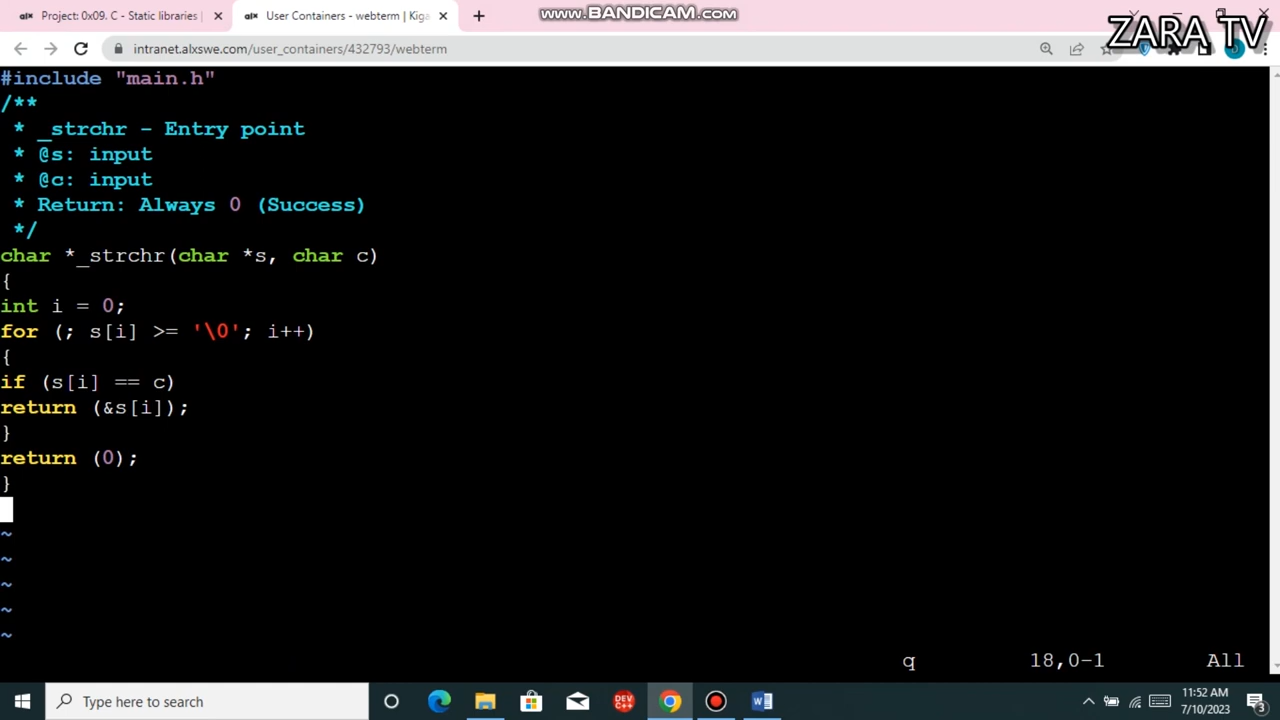 Project: 0x09. C - Static libraries |
User Containers - webterm | Kiga
www.BANDICAM.com
ZARA TV
intranet.alxswe.com/user_containers/432793/webterm
#include "main.h"
/**
 * _strchr - Entry point
 * @s: input
 * @c: input
 * Return: Always 0 (Success)
 */
char *_strchr(char *s, char c)
{
int i = 0;
for (; s[i] >= '\0'; i++)
{
if (s[i] == c)
return (&s[i]);
}
return (0);
}
~
~
~
~
~
q 18,0-1 All
Type here to search
DEV C++
11:52 AM
7/10/2023
3